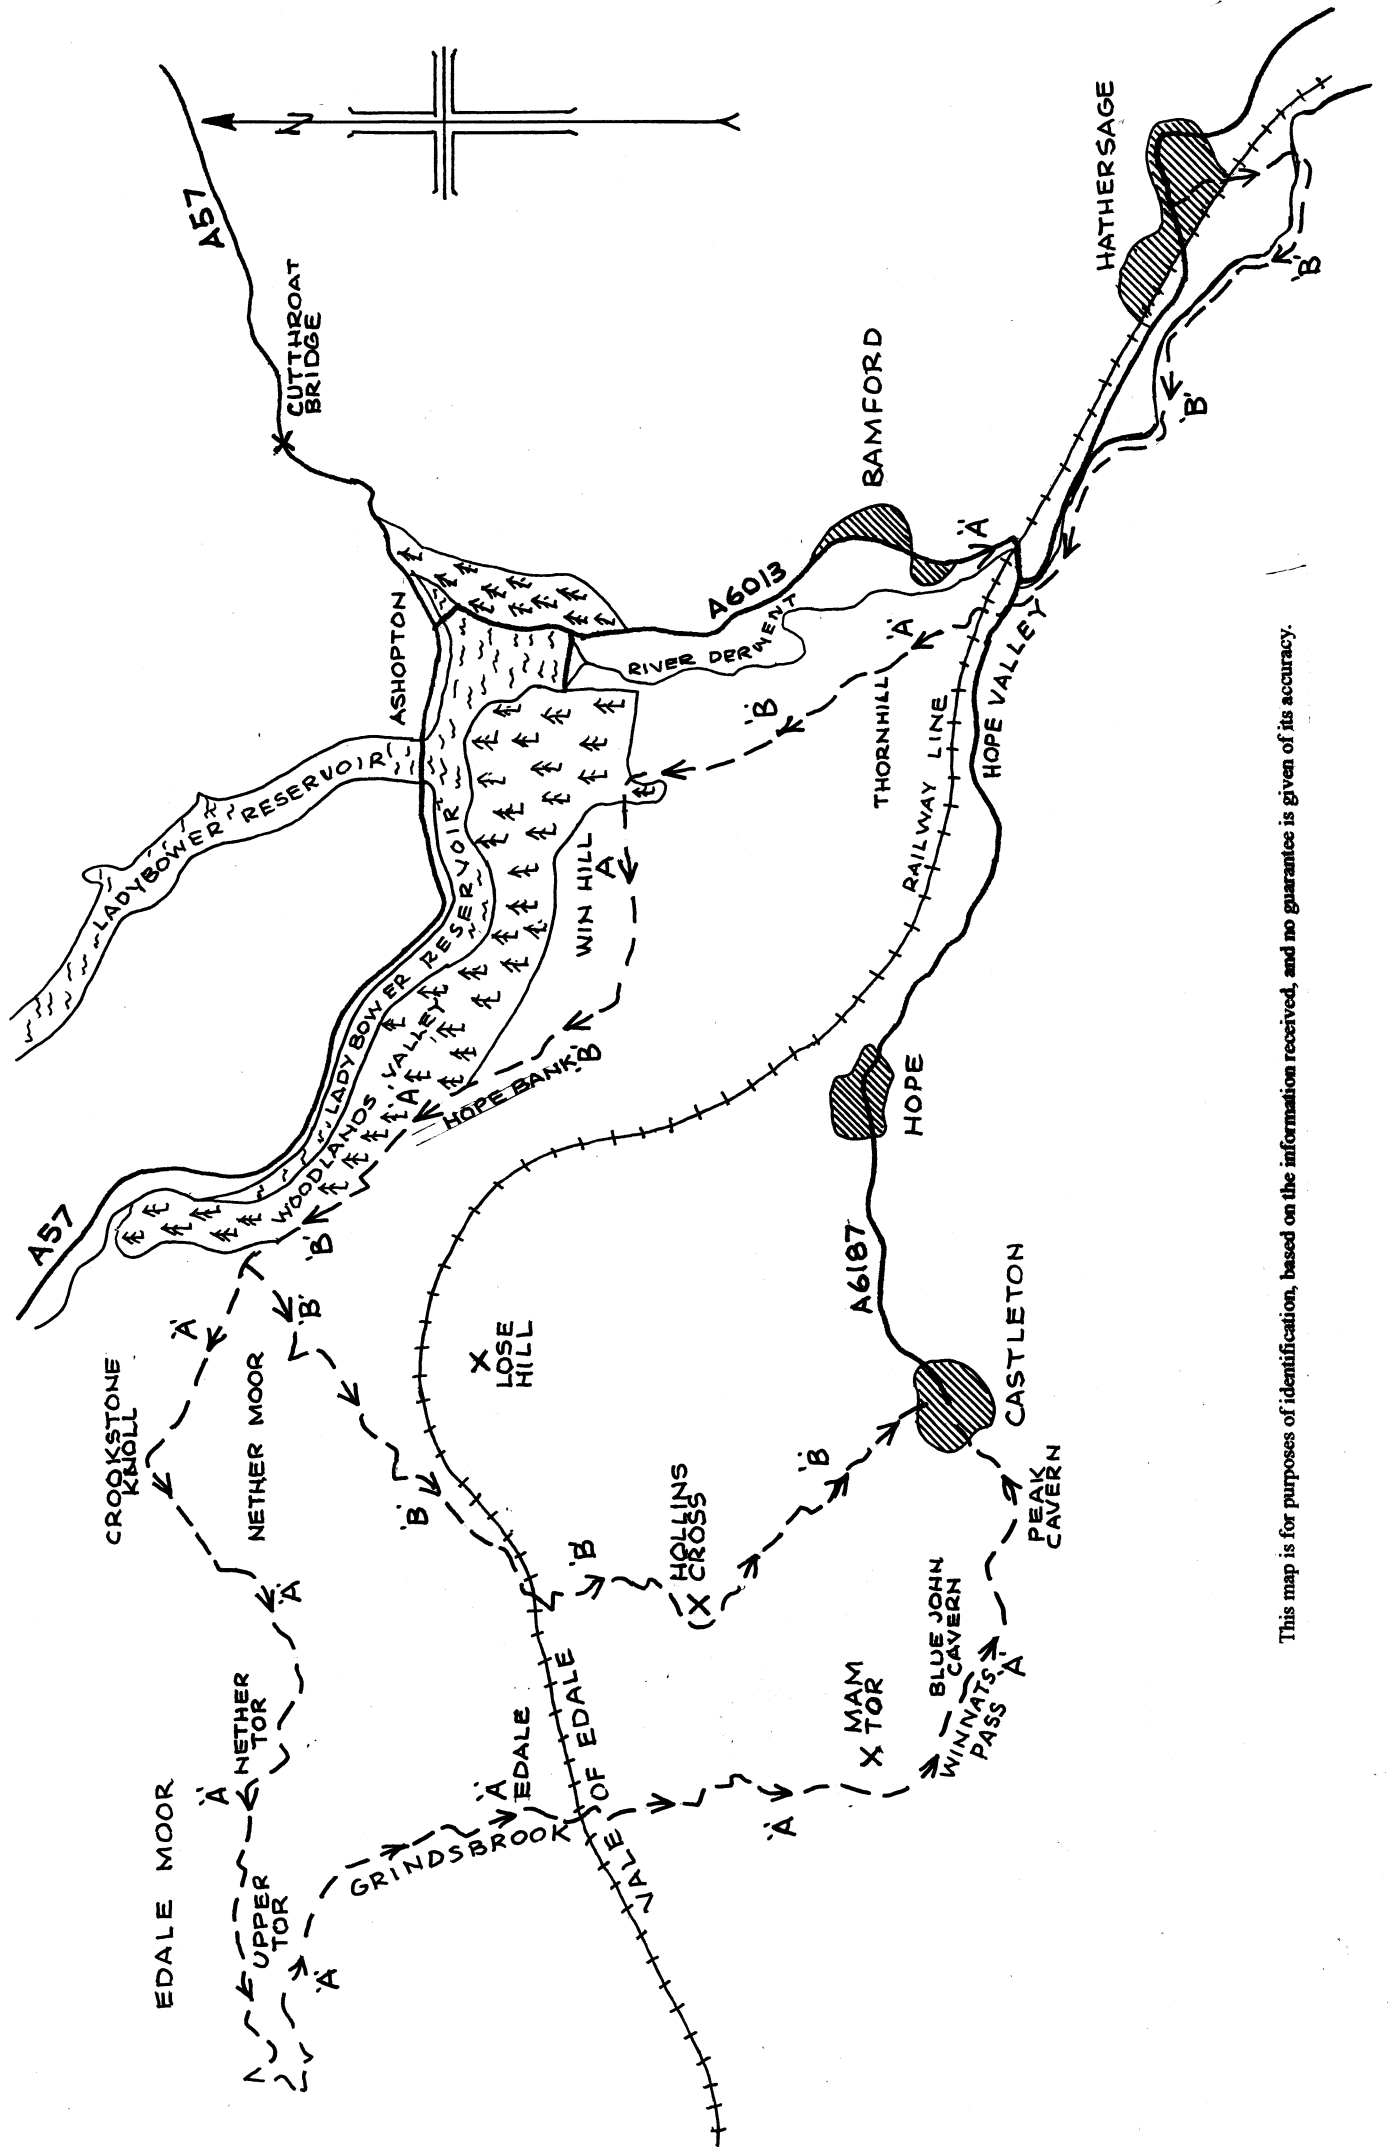 A57
N
A57
CUTTHROAT
BRIDGE
LADYBOWER RESERVOIR
ASHOPTON
LADYBOWER RESERVOIR
WOODLANDS VALLEY
HATHERSAGE
'B'
'B'
BAMFORD
A6013
RIVER DERWENT
'A'
'A'
'B'
THORNHILL
RAILWAY LINE
HOPE VALLEY
WIN HILL
A
'B'
HOPE BANK
'A'
'B'
'B'
'A'
CROOKSTONE
KNOLL
NETHER MOOR
'B'
'A'
NETHER
TOR
'A'
EDALE MOOR
UPPER
TOR
'A'
GRINDSBROOK
'A'
EDALE
VALE OF EDALE
LOSE
HILL
HOPE
A6187
CASTLETON
'B'
HOLLINS
CROSS
'B'
'A'
MAM
TOR
WINNATS
PASS
BLUE JOHN
CAVERN
'A'
PEAK
CAVERN
This map is for purposes of identification, based on the information received, and no guarantee is given of its accuracy.